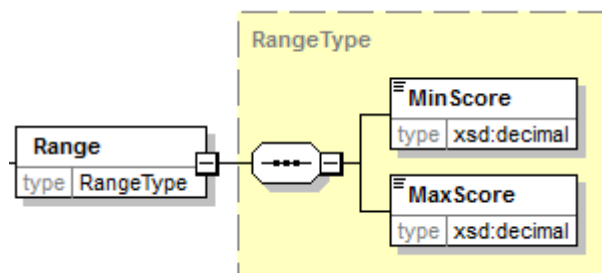 RangeType
MinScore
type xsd:decimal
Range
type RangeType
MaxScore
type xsd:decimal